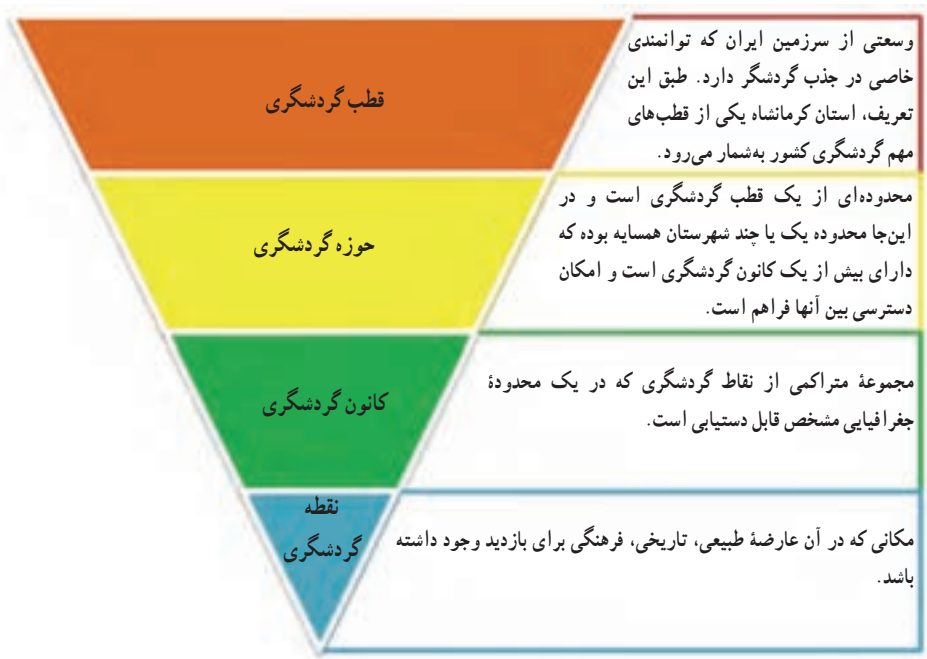 قطب گردشگری
وسعتی از سرزمین ایران که توانمندی
خاصی در جذب گردشگر دارد. طبق این
تعریف، استان کرمانشاه یکی از قطب‌های
مهم گردشگری کشور به‌شمار می‌رود.
حوزه گردشگری
محدوده‌ای از یک قطب گردشگری است و در
این‌جا محدوده یک یا چند شهرستان همسایه بوده که
دارای بیش از یک کانون گردشگری است و امکان
دسترسی بین آنها فراهم است.
کانون گردشگری
مجموعهٔ متراکمی از نقاط گردشگری که در یک محدودهٔ
جغرافیایی مشخص قابل دستیابی است.
نقطه
گردشگری
مکانی که در آن عارضهٔ طبیعی، تاریخی، فرهنگی برای بازدید وجود داشته
باشد.